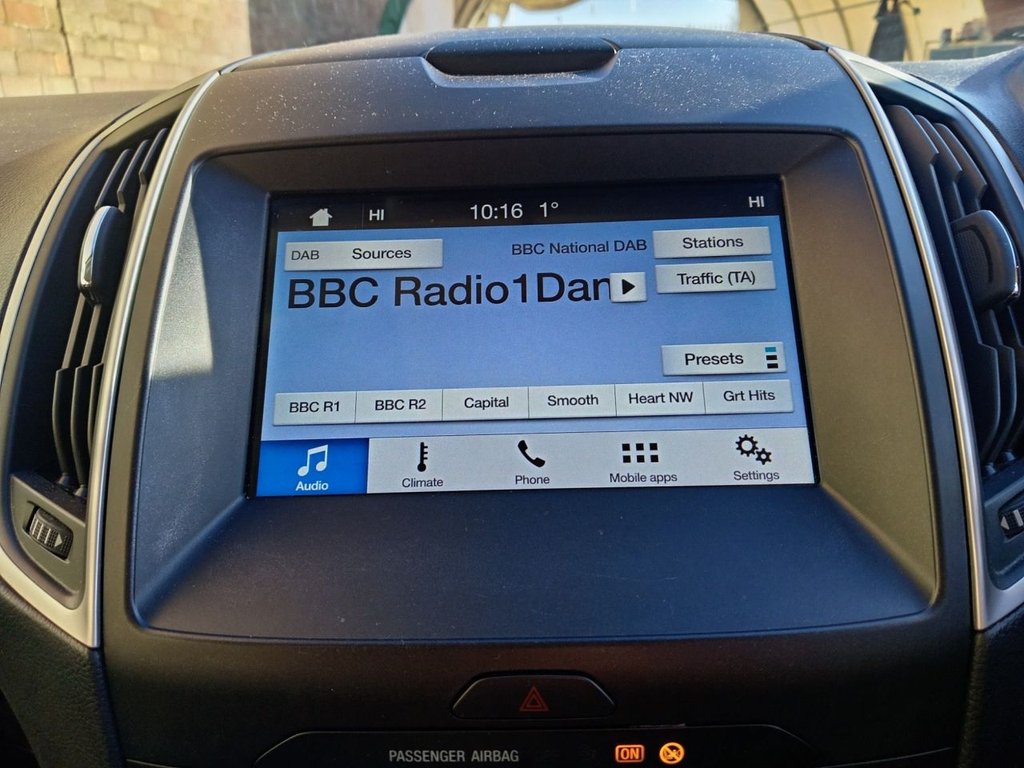 HI 10:16 1° HI
DAB Sources BBC National DAB Stations
BBC Radio1Dan
Traffic (TA)
Presets
BBC R1 BBC R2 Capital Smooth Heart NW Grt Hits
Audio Climate Phone Mobile apps Settings
PASSENGER AIRBAG ON